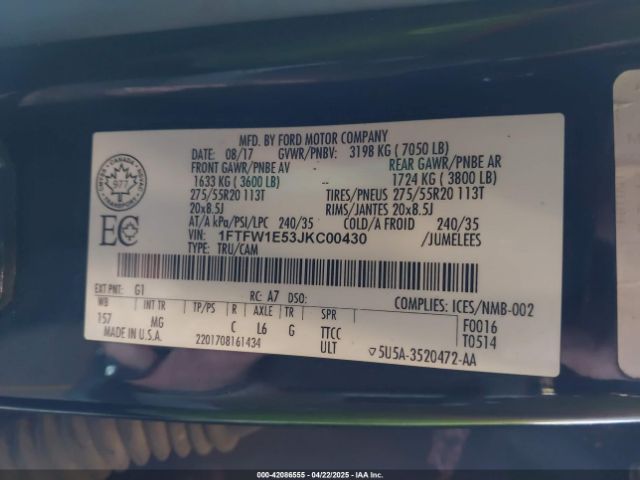 MFD. BY FORD MOTOR COMPANY
DATE: 08/17 GVWR/PNBV: 3198 KG ( 7050 LB)
FRONT GAWR/PNBE AV REAR GAWR/PNBE AR
1633 KG ( 3600 LB) 1724 KG ( 3800 LB)
275/55R20 113T TIRES/PNEUS 275/55R20 113T
20x8.5J RIMS/JANTES 20x8.5J
AT/A kPa/PSI/LPC 240/35 COLD/A FROID 240/35
VIN: 1FTFW1E53JKC00430 /JUMELEES
TYPE: TRU/CAM
CANADA
977
TRANSPORT
EC
EXT PNT: G1 RC: A7 DSO: COMPLIES: ICES/NMB-002
WB INT TR TP/PS R AXLE TR SPR F0016
157 MG C L6 G TTCC T0514
MADE IN U.S.A. 2201708161434 ULT ▽5U5A-3520472-AA
000-42086555 - 04/22/2025 - IAAI.COM